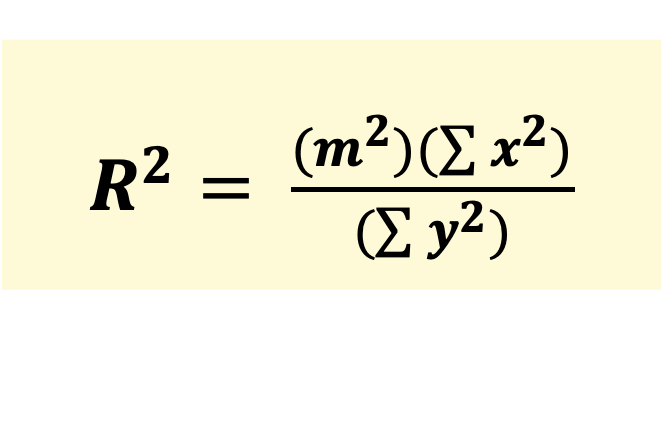 R² = (m²)(∑ x²) / (∑ y²)